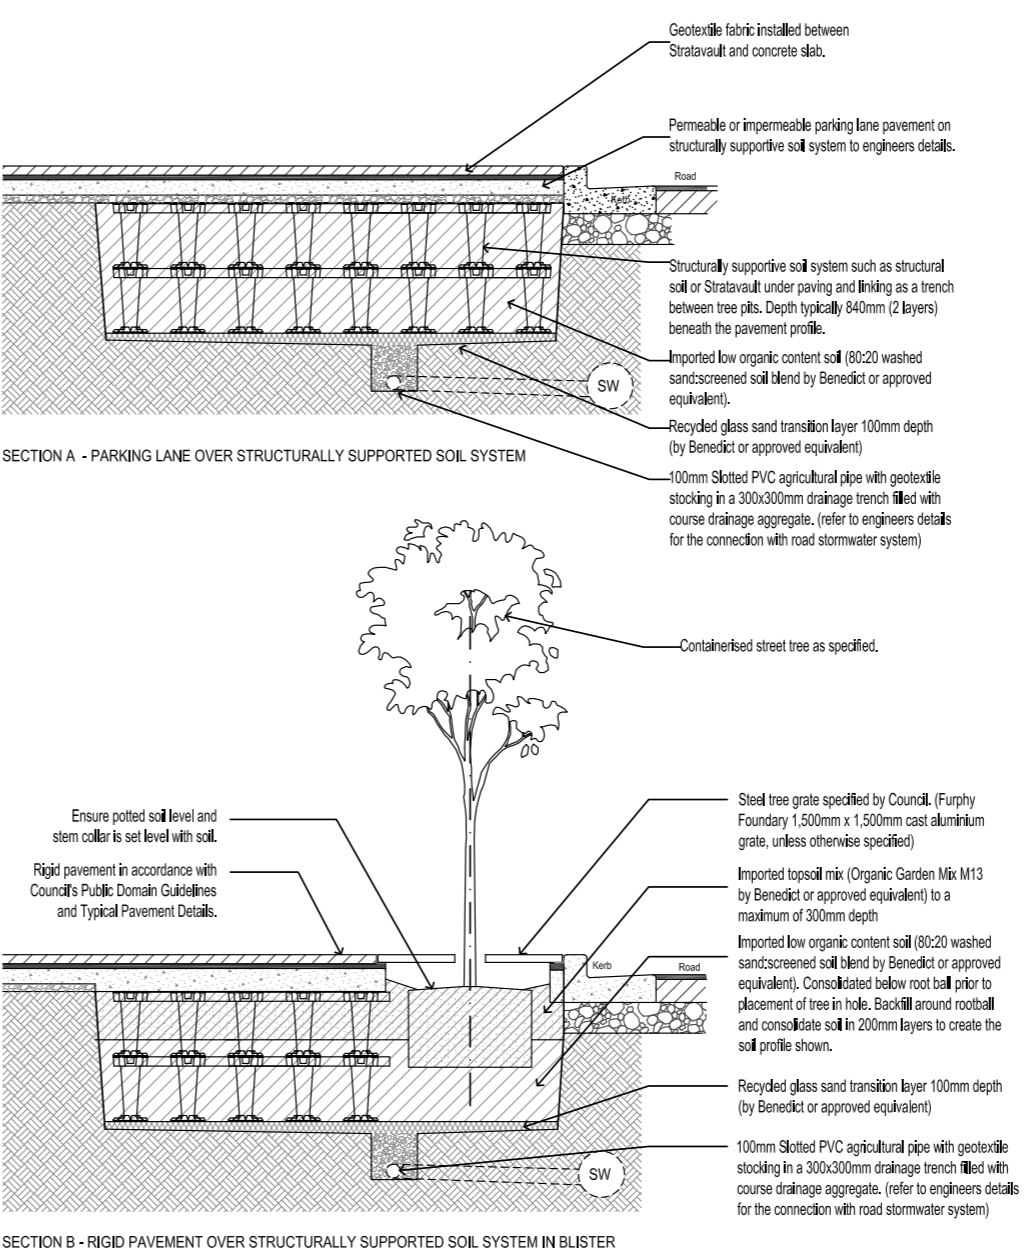 Geotextile fabric installed between
Stratavault and concrete slab.
Permeable or impermeable parking lane pavement on
structurally supportive soil system to engineers details.
Road
Kerb
Structurally supportive soil system such as structural
soil or Stratavault under paving and linking as a trench
between tree pits. Depth typically 840mm (2 layers)
beneath the pavement profile.
Imported low organic content soil (80:20 washed
sand:screened soil blend by Benedict or approved
equivalent).
SW
Recycled glass sand transition layer 100mm depth
(by Benedict or approved equivalent)
SECTION A - PARKING LANE OVER STRUCTURALLY SUPPORTED SOIL SYSTEM
100mm Slotted PVC agricultural pipe with geotextile
stocking in a 300x300mm drainage trench filled with
course drainage aggregate. (refer to engineers details
for the connection with road stormwater system)
Containerised street tree as specified.
Ensure potted soil level and
stem collar is set level with soil.
Rigid pavement in accordance with
Council's Public Domain Guidelines
and Typical Pavement Details.
Steel tree grate specified by Council. (Furphy
Foundary 1,500mm x 1,500mm cast aluminium
grate, unless otherwise specified)
Imported topsoil mix (Organic Garden Mix M13
by Benedict or approved equivalent) to a
maximum of 300mm depth
Imported low organic content soil (80:20 washed
sand:screened soil blend by Benedict or approved
equivalent). Consolidated below root ball prior to
placement of tree in hole. Backfill around rootball
and consolidate soil in 200mm layers to create the
soil profile shown.
Kerb
Road
Recycled glass sand transition layer 100mm depth
(by Benedict or approved equivalent)
100mm Slotted PVC agricultural pipe with geotextile
stocking in a 300x300mm drainage trench filled with
course drainage aggregate. (refer to engineers details
for the connection with road stormwater system)
SW
SECTION B - RIGID PAVEMENT OVER STRUCTURALLY SUPPORTED SOIL SYSTEM IN BLISTER